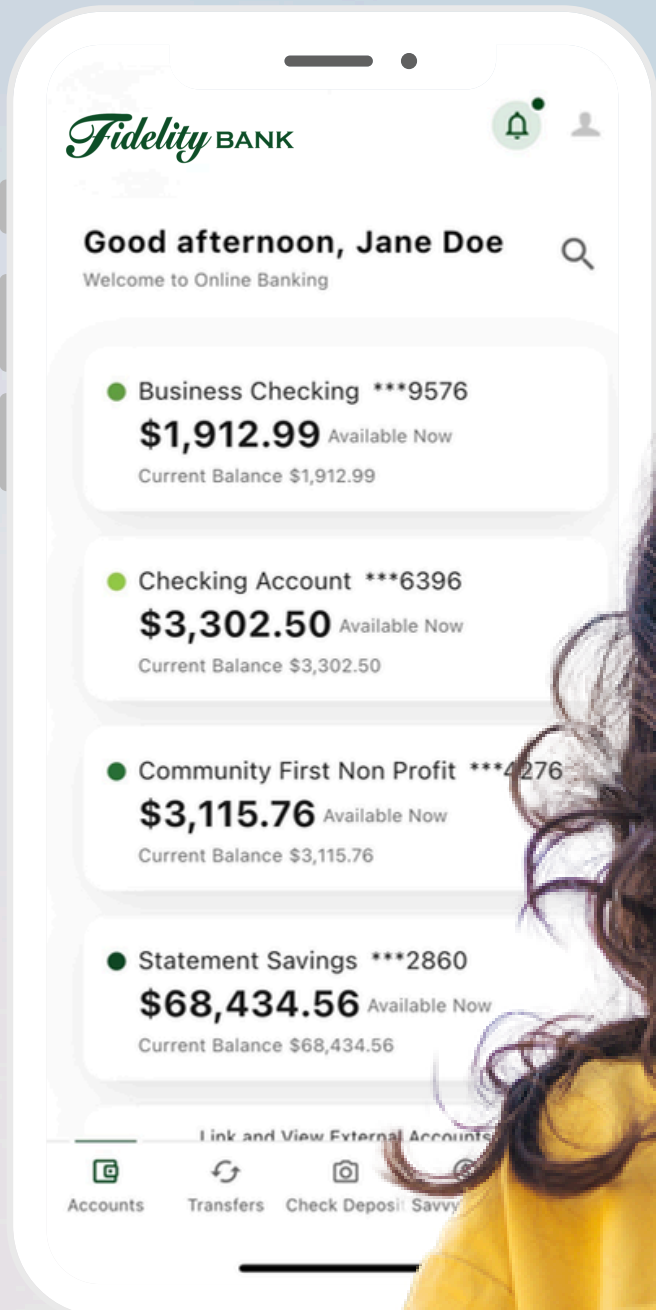 Fidelity BANK
Good afternoon, Jane Doe
Welcome to Online Banking
Business Checking ***9576
$1,912.99 Available Now
Current Balance $1,912.99
Checking Account ***6396
$3,302.50 Available Now
Current Balance $3,302.50
Community First Non Profit ***4276
$3,115.76 Available Now
Current Balance $3,115.76
Statement Savings ***2860
$68,434.56 Available Now
Current Balance $68,434.56
Link and View External Accounts
Accounts Transfers Check Deposit Savvy